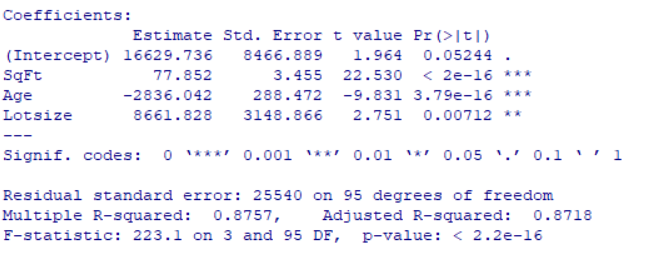 Coefficients:
Estimate Std. Error t value Pr(>|t|)
(Intercept) 16629.736 8466.889 1.964 0.05244 .
SqFt 77.852 3.455 22.530 < 2e-16 ***
Age -2836.042 288.472 -9.831 3.79e-16 ***
Lotsize 8661.828 3148.866 2.751 0.00712 **
---
Signif. codes: 0 ‘***’ 0.001 ‘**’ 0.01 ‘*’ 0.05 ‘.’ 0.1 ‘ ’ 1
Residual standard error: 25540 on 95 degrees of freedom
Multiple R-squared: 0.8757, Adjusted R-squared: 0.8718
F-statistic: 223.1 on 3 and 95 DF, p-value: < 2.2e-16